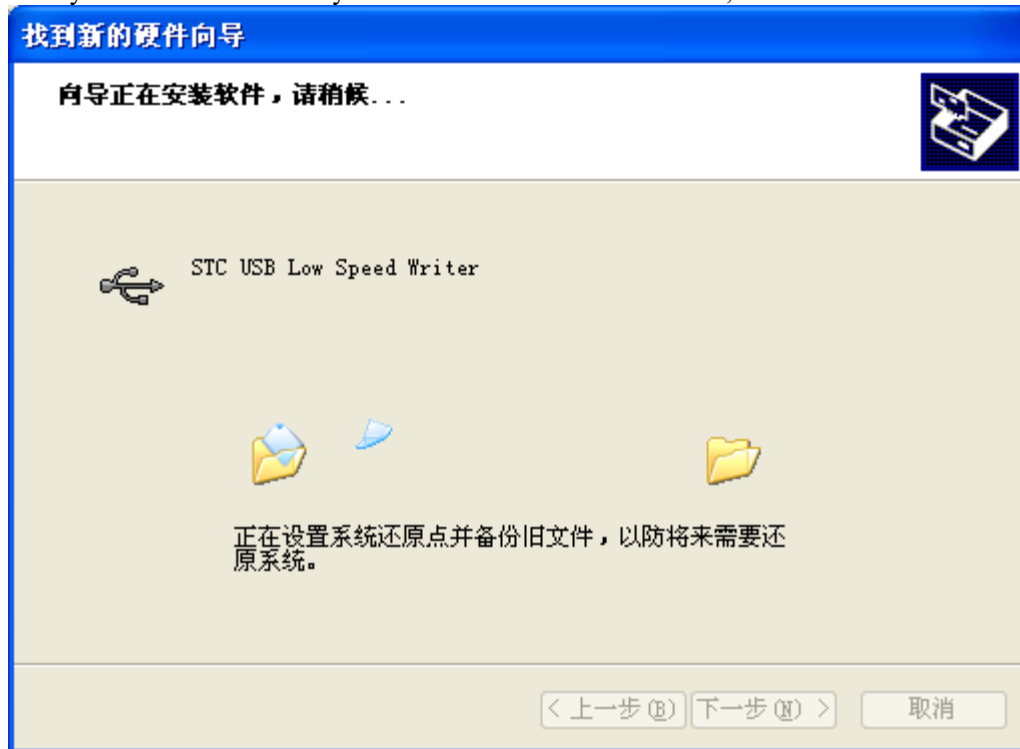 找到新的硬件向导
向导正在安装软件，请稍候...
STC USB Low Speed Writer
正在设置系统还原点并备份旧文件，以防将来需要还
原系统。
< 上一步(B) 下一步(N) > 取消